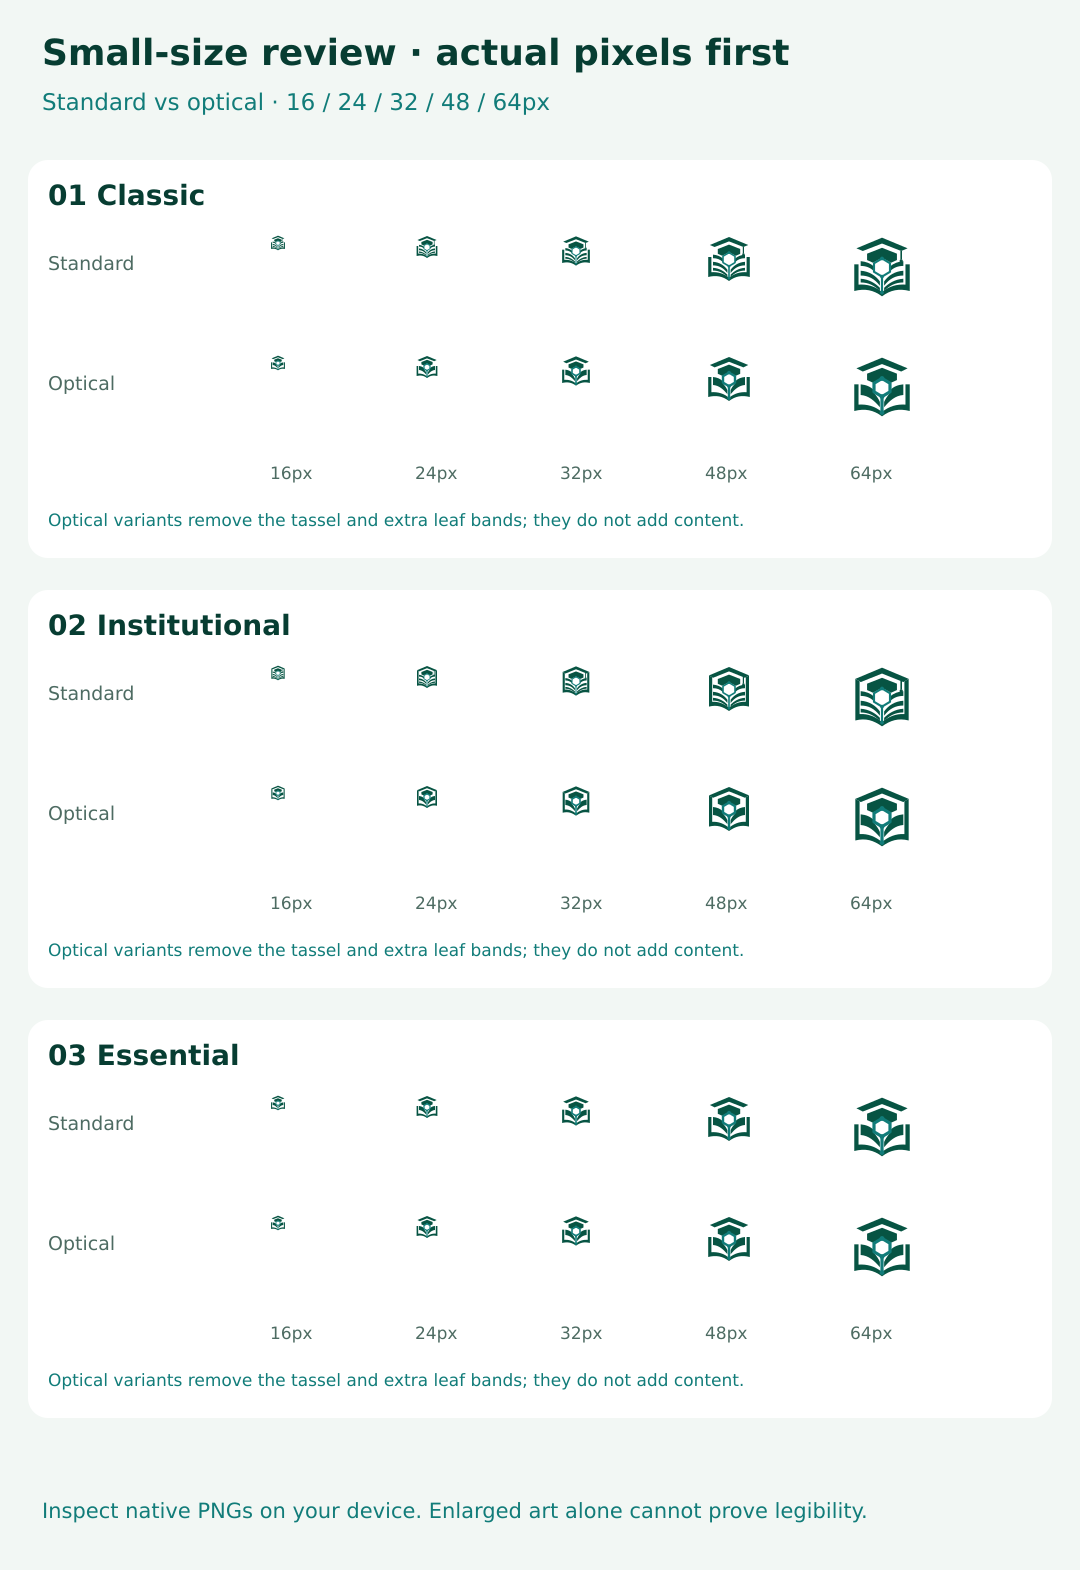 Small-size review · actual pixels first
Standard vs optical · 16 / 24 / 32 / 48 / 64px
01 Classic
Standard
Optical
16px 24px 32px 48px 64px
Optical variants remove the tassel and extra leaf bands; they do not add content.
02 Institutional
Standard
Optical
16px 24px 32px 48px 64px
Optical variants remove the tassel and extra leaf bands; they do not add content.
03 Essential
Standard
Optical
16px 24px 32px 48px 64px
Optical variants remove the tassel and extra leaf bands; they do not add content.
Inspect native PNGs on your device. Enlarged art alone cannot prove legibility.